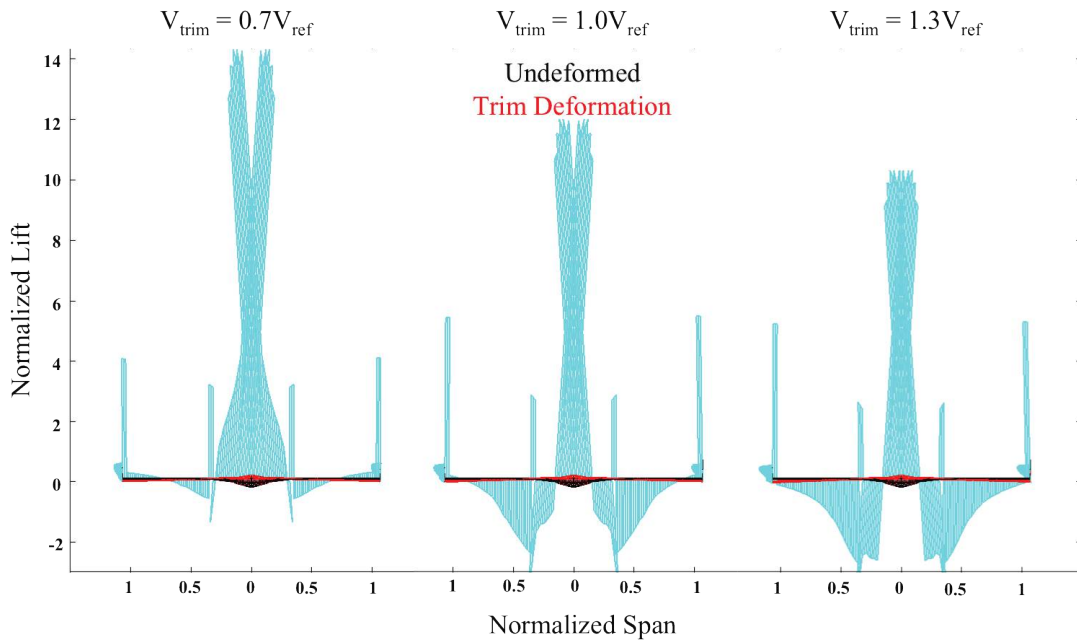 V_trim = 0.7V_ref
V_trim = 1.0V_ref
V_trim = 1.3V_ref
Undeformed
Trim Deformation
14
12
10
8
6
4
2
0
-2
Normalized Lift
1 0.5 0 0.5 1
1 0.5 0 0.5 1
1 0.5 0 0.5 1
Normalized Span